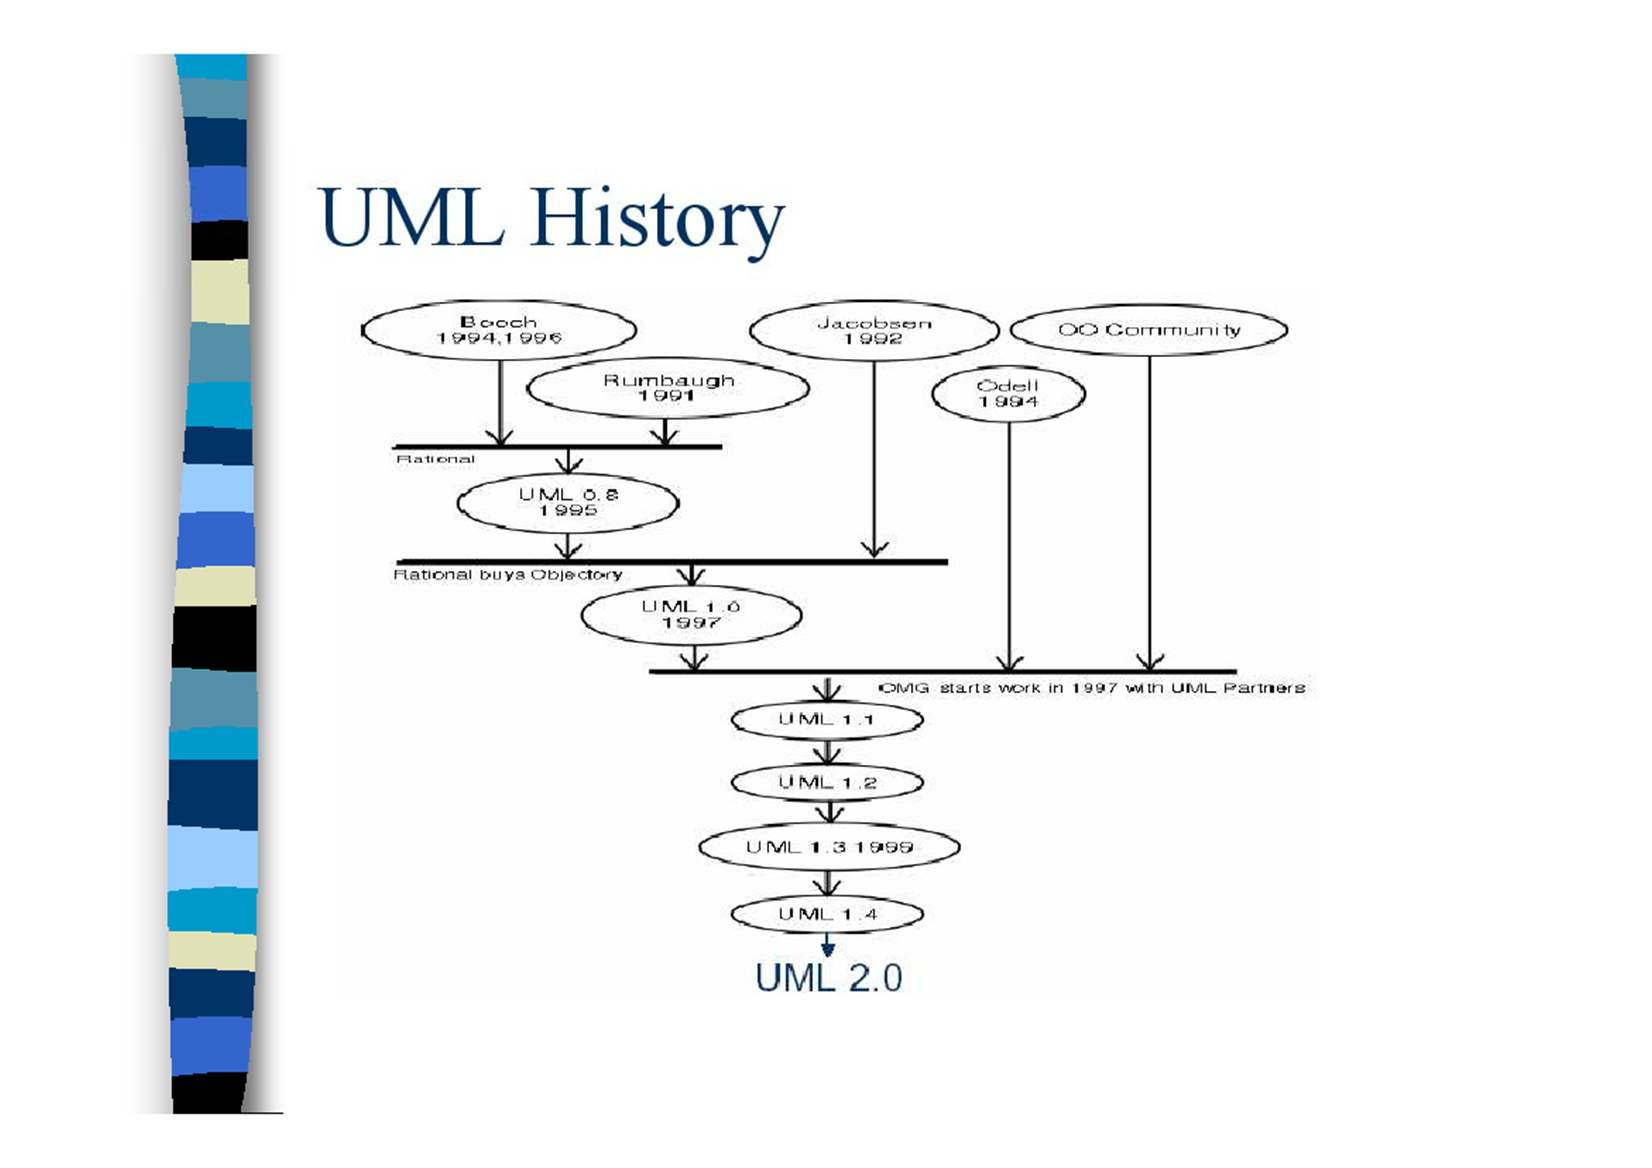 UML History
Booch
1994,1996
Jacobsen
1992
OO Community
Rumbaugh
1991
Odell
1994
Rational
UML 0.8
1995
Rational buys Objectory
UML 1.0
1997
OMG starts work in 1997 with UML Partners
UML 1.1
UML 1.2
UML 1.3 1999
UML 1.4
UML 2.0